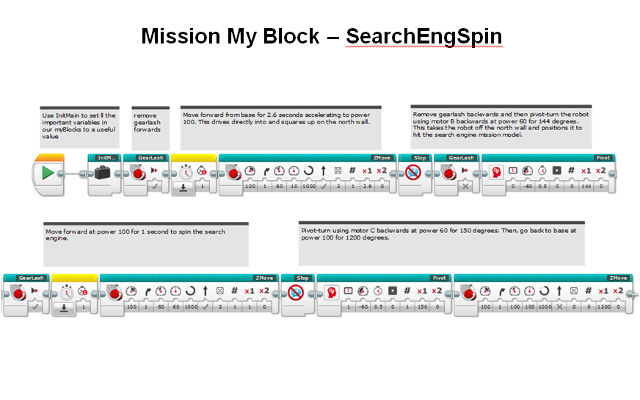 Mission My Block – SearchEngSpin
Use InitMain to set ll the
important variables in
our myBlocks to a useful
value
remove
gearlash
forwards
Move forward from base for 2.6 seconds accelerating to power
100. This drives directly into and squares up on the north wall.
Remove gearlash backwards and then pivot-turn the robot
using motor B backwards at power 60 for 144 degrees.
This takes the robot off the north wall and positions it to
hit the search engine mission model.
InitM...
GearLash
ZMove
Stop
GearLash
Pivot
1
100 1 60 16 1000 2 1 2.6 0
0 -60 0.5 0 0 144 0
Move forward at power 100 for 1 second to spin the search
engine.
Pivot-turn using motor C backwards at power 60 for 150 degrees. Then, go back to base at
power 100 for 1200 degrees.
GearLash
ZMove
Stop
Pivot
ZMove
1
100 1 60 60 1000 2 1 1 0
1 -60 0.5 0 1 150 0
100 1 100 100 1000 0 0 1200 0